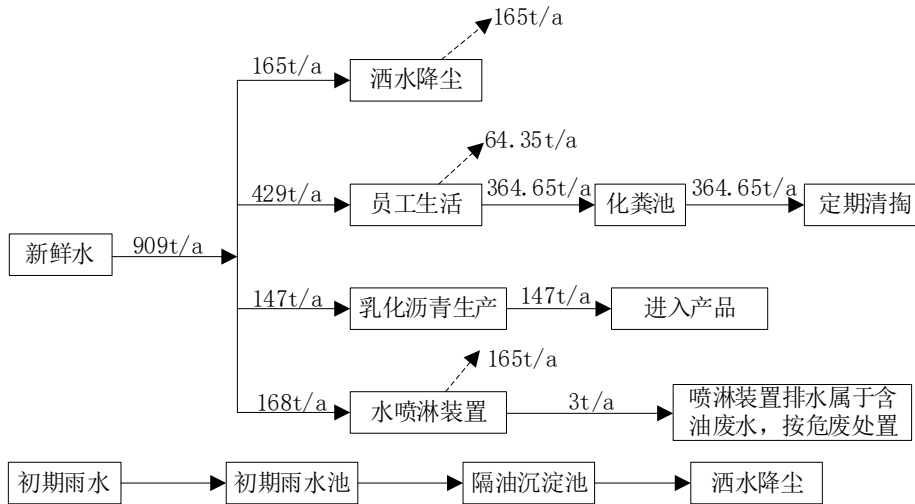 165t/a
165t/a
洒水降尘
64.35t/a
429t/a
员工生活
364.65t/a
化粪池
364.65t/a
定期清掏
新鲜水
909t/a
147t/a
乳化沥青生产
147t/a
进入产品
165t/a
168t/a
水喷淋装置
3t/a
喷淋装置排水属于含
油废水，按危废处置
初期雨水
初期雨水池
隔油沉淀池
洒水降尘